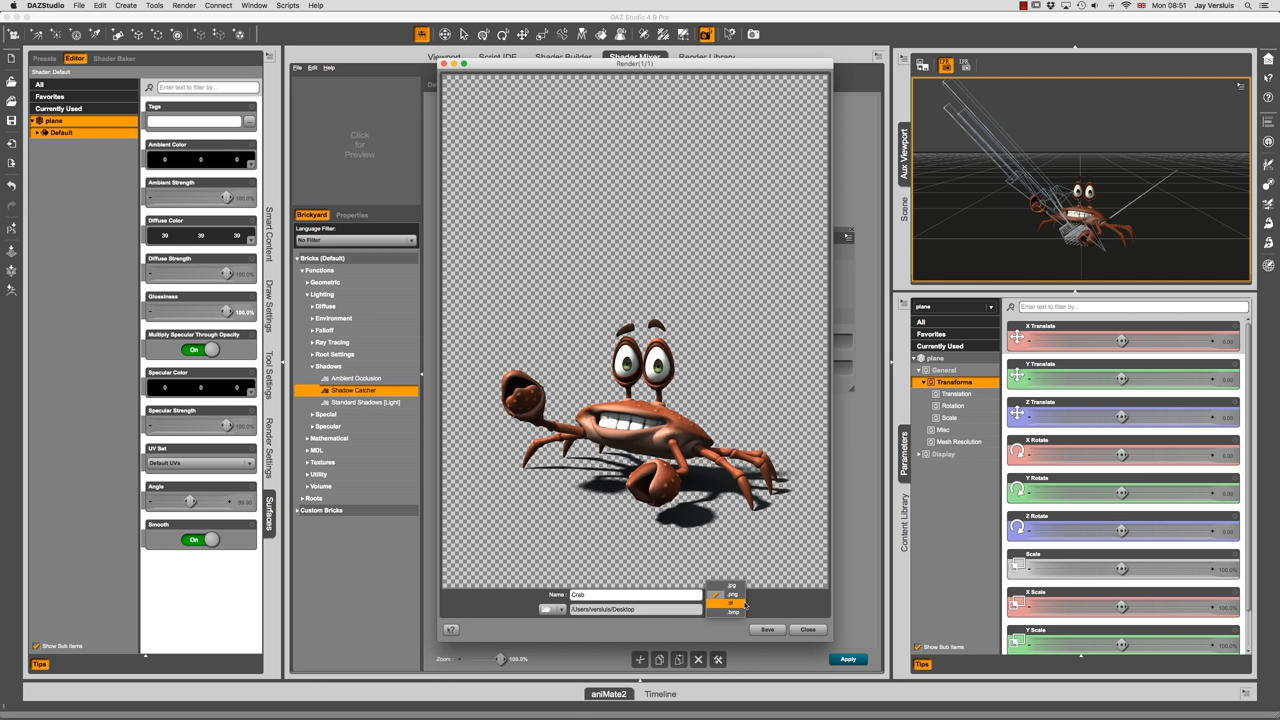 DAZStudio File Edit Create Tools Render Connect Window Scripts Help
Mon 08:51 Jay Versluis
DAZ Studio 4.9 Pro
Presets Editor Shader Baker
Shader: Default
All
Favorites
Currently Used
plane
Default
Enter text to filter by...
Tags
Ambient Color
0 0 0
Ambient Strength
100.0%
Diffuse Color
39 39 39
Diffuse Strength
100.0%
Glossiness
100.0%
Multiply Specular Through Opacity
On
Specular Color
0 0 0
Specular Strength
100.0%
UV Set
Default UVs
Angle
89.90
Smooth
On
Show Sub Items
Tips
Smart Content
Draw Settings
Tool Settings
Render Settings
Surfaces
Viewport Script IDE Shader Builder Shader Mixer Render Library
File Edit Help
Click
for
Preview
Brickyard Properties
Language Filter:
No Filter
Bricks (Default)
Functions
Geometric
Lighting
Diffuse
Environment
Falloff
Ray Tracing
Root Settings
Shadows
Ambient Occlusion
Shadow Catcher
Standard Shadows [Light]
Special
Specular
Mathematical
MDL
Textures
Utility
Volume
Roots
Custom Bricks
Render(1/1)
Name : Crab
/Users/versluis/Desktop
.jpg
.png
.tif
.bmp
Save Close
Zoom : 100.0%
Apply
aniMate2 Timeline
Aux Viewport
Scene
Parameters
Content Library
IPR IPR
plane
All
Favorites
Currently Used
plane
General
Transforms
Translation
Rotation
Scale
Misc
Mesh Resolution
Display
Show Sub Items
Tips
Enter text to filter by...
X Translate
0.00
Y Translate
0.00
Z Translate
0.00
X Rotate
0.00
Y Rotate
0.00
Z Rotate
0.00
Scale
100.0%
X Scale
100.0%
Y Scale
100.0%